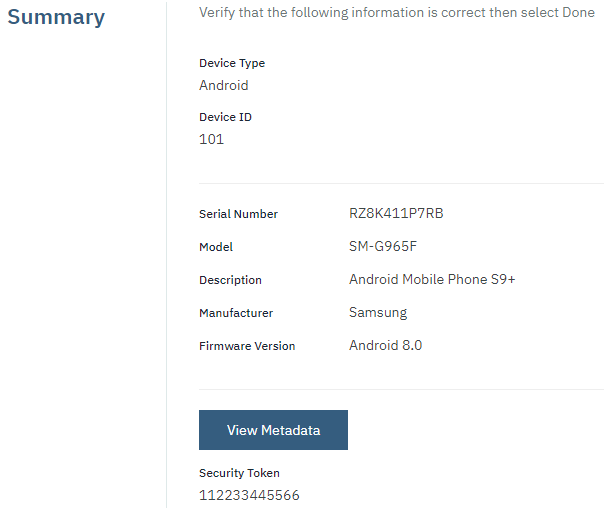 Summary
Verify that the following information is correct then select Done
Device Type
Android
Device ID
101
Serial Number RZ8K411P7RB
Model SM-G965F
Description Android Mobile Phone S9+
Manufacturer Samsung
Firmware Version Android 8.0
View Metadata
Security Token
112233445566